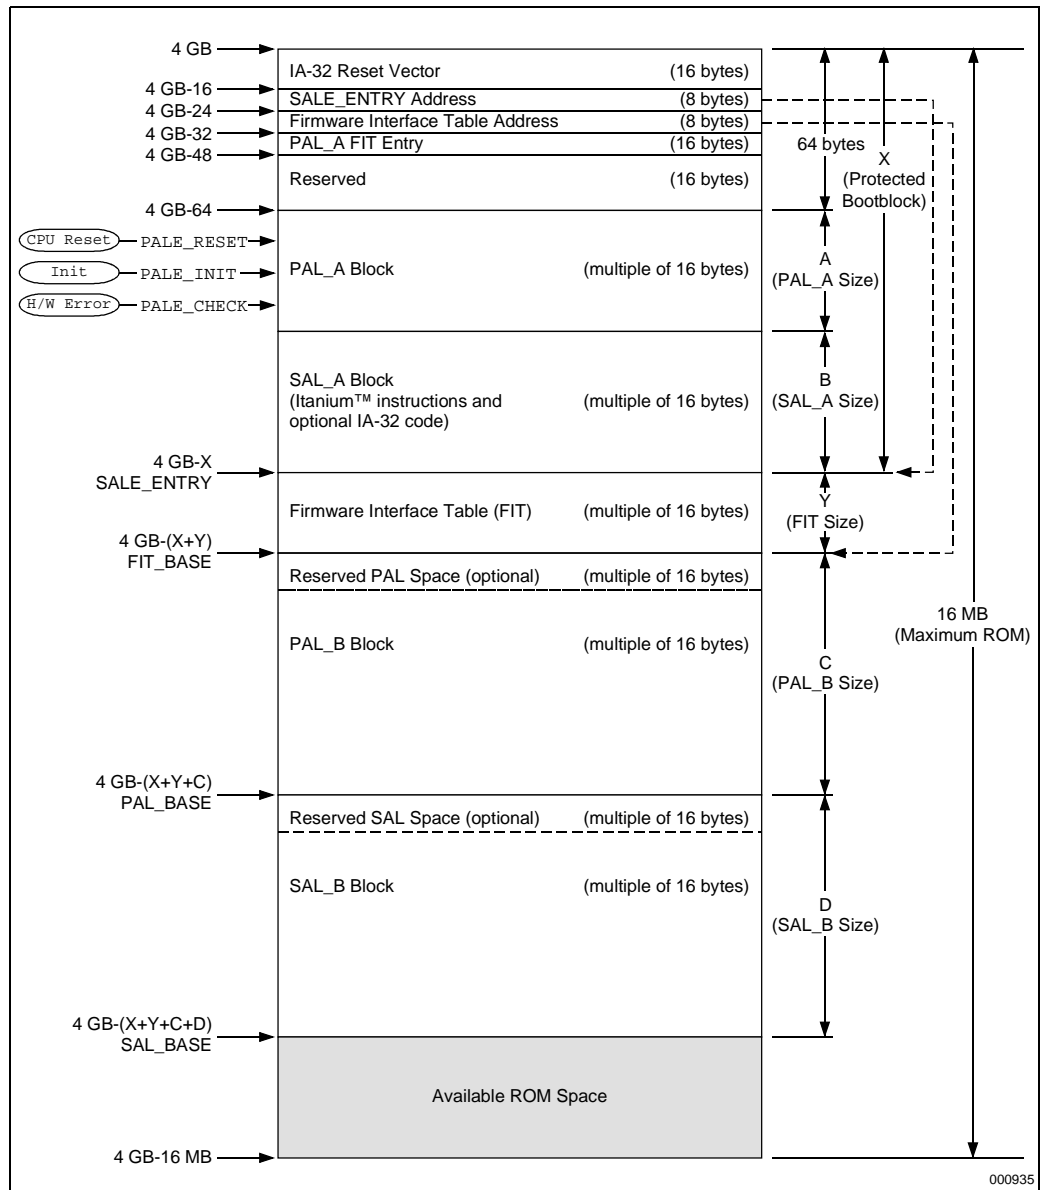 4 GB
IA-32 Reset Vector (16 bytes)
4 GB-16
SALE_ENTRY Address (8 bytes)
4 GB-24
Firmware Interface Table Address (8 bytes)
4 GB-32
PAL_A FIT Entry (16 bytes)
4 GB-48
64 bytes
X
(Protected
Bootblock)
Reserved (16 bytes)
4 GB-64
CPU Reset PALE_RESET
Init PALE_INIT
H/W Error PALE_CHECK
PAL_A Block (multiple of 16 bytes)
A
(PAL_A Size)
SAL_A Block
(Itanium™ instructions and (multiple of 16 bytes)
optional IA-32 code)
B
(SAL_A Size)
4 GB-X
SALE_ENTRY
Firmware Interface Table (FIT) (multiple of 16 bytes)
Y
(FIT Size)
4 GB-(X+Y)
FIT_BASE
Reserved PAL Space (optional) (multiple of 16 bytes)
16 MB
(Maximum ROM)
PAL_B Block (multiple of 16 bytes)
C
(PAL_B Size)
4 GB-(X+Y+C)
PAL_BASE
Reserved SAL Space (optional) (multiple of 16 bytes)
SAL_B Block (multiple of 16 bytes)
D
(SAL_B Size)
4 GB-(X+Y+C+D)
SAL_BASE
Available ROM Space
4 GB-16 MB
000935